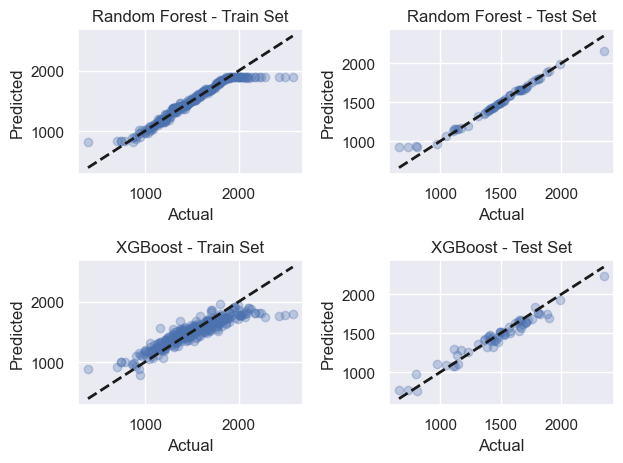 Random Forest - Train Set
Random Forest - Test Set
Predicted
2000
1000
1000 2000
Actual
Predicted
2000
1500
1000
1000 1500 2000
Actual
XGBoost - Train Set
XGBoost - Test Set
Predicted
2000
1000
1000 2000
Actual
Predicted
2000
1500
1000
1000 1500 2000
Actual